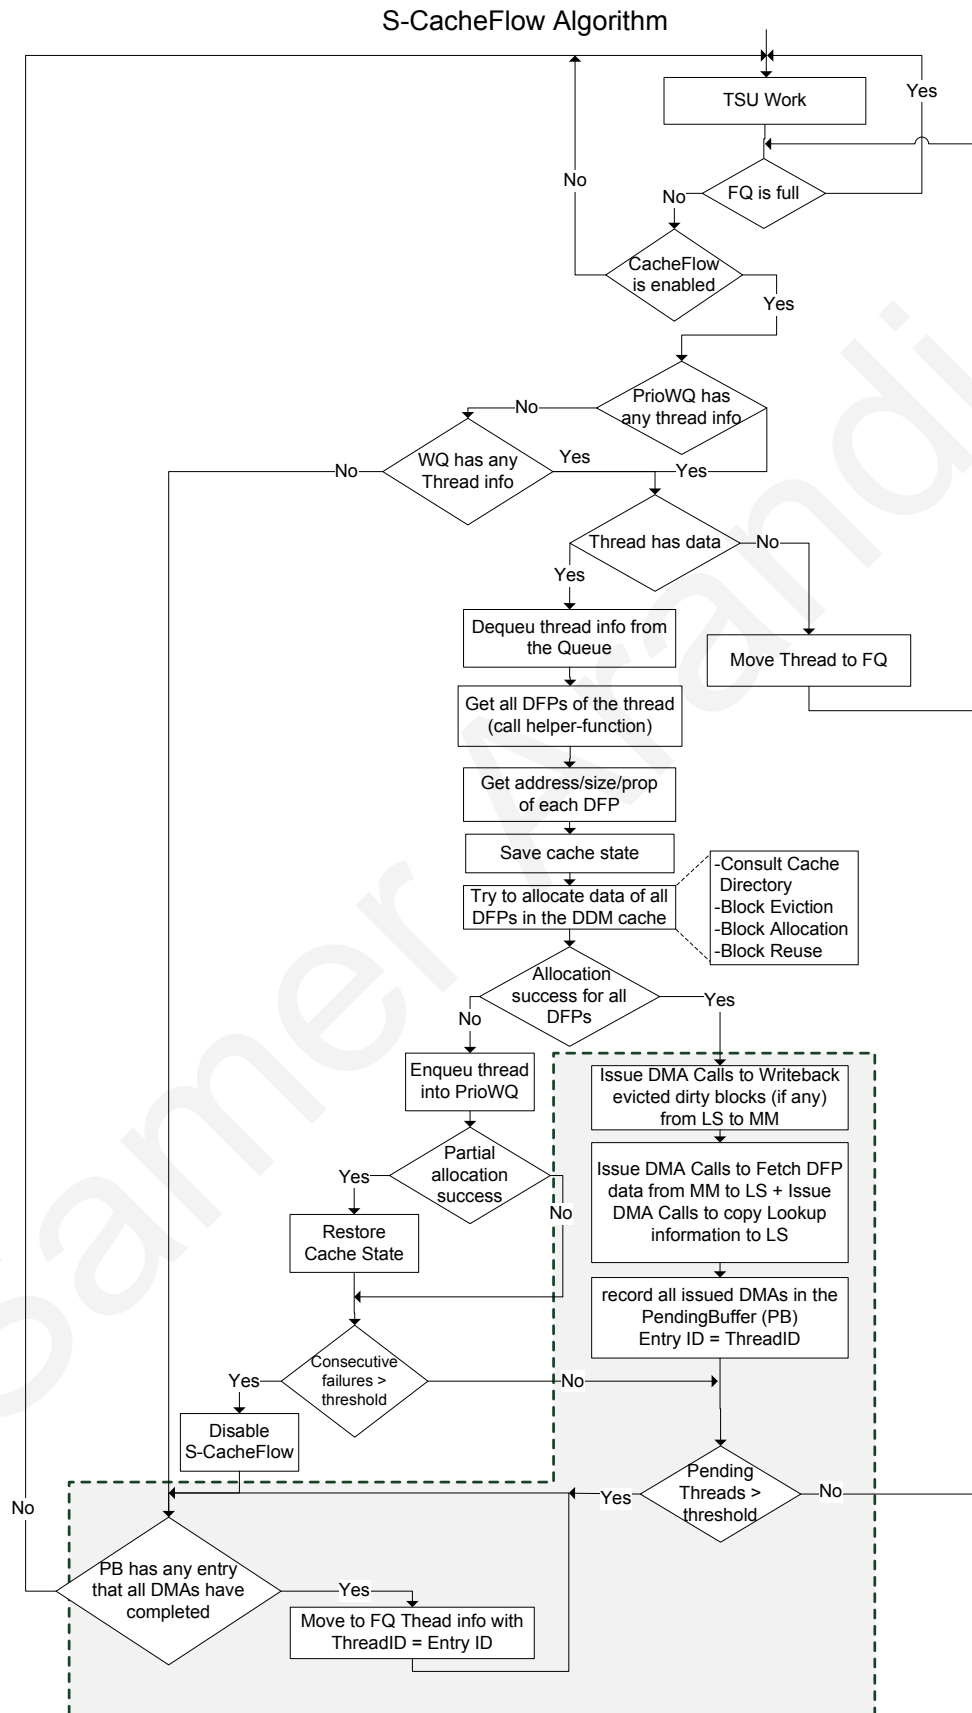 S-CacheFlow Algorithm
TSU Work
Yes
FQ is full
No
No
CacheFlow
is enabled
Yes
PrioWQ has
any thread info
No
WQ has any
Thread info
No
Yes
Yes
Thread has data
No
Yes
Dequeu thread info from
the Queue
Move Thread to FQ
Get all DFPs of the thread
(call helper-function)
Get address/size/prop
of each DFP
Save cache state
Try to allocate data of all
DFPs in the DDM cache
-Consult Cache
Directory
-Block Eviction
-Block Allocation
-Block Reuse
Allocation
success for all
DFPs
Yes
No
Enqueu thread
into PrioWQ
Issue DMA Calls to Writeback
evicted dirty blocks (if any)
from LS to MM
Partial
allocation
success
Yes
No
Issue DMA Calls to Fetch DFP
data from MM to LS + Issue
DMA Calls to copy Lookup
information to LS
Restore
Cache State
record all issued DMAs in the
PendingBuffer (PB)
Entry ID = ThreadID
Consecutive
failures >
threshold
Yes
No
Disable
S-CacheFlow
Pending
Threads >
threshold
Yes
No
No
PB has any entry
that all DMAs have
completed
Yes
Move to FQ Thead info with
ThreadID = Entry ID
Samer Arandi